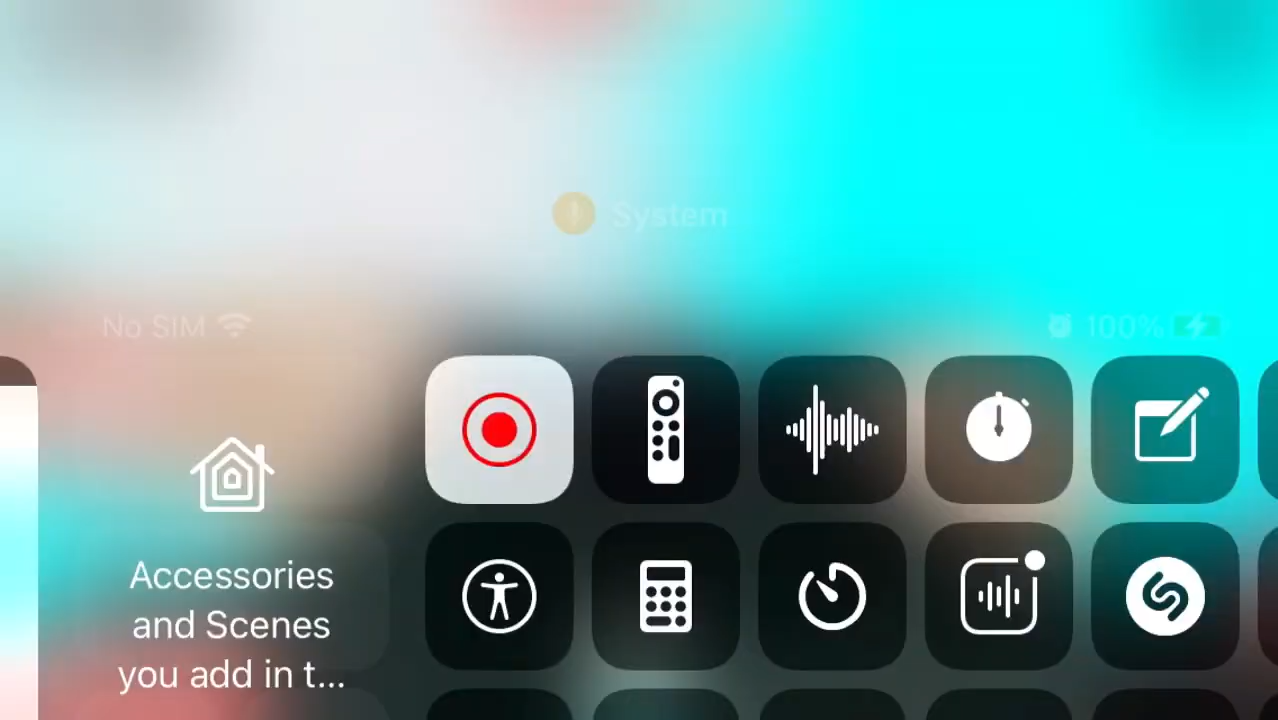 System
No SIM
100%
Accessories
and Scenes
you add in t...